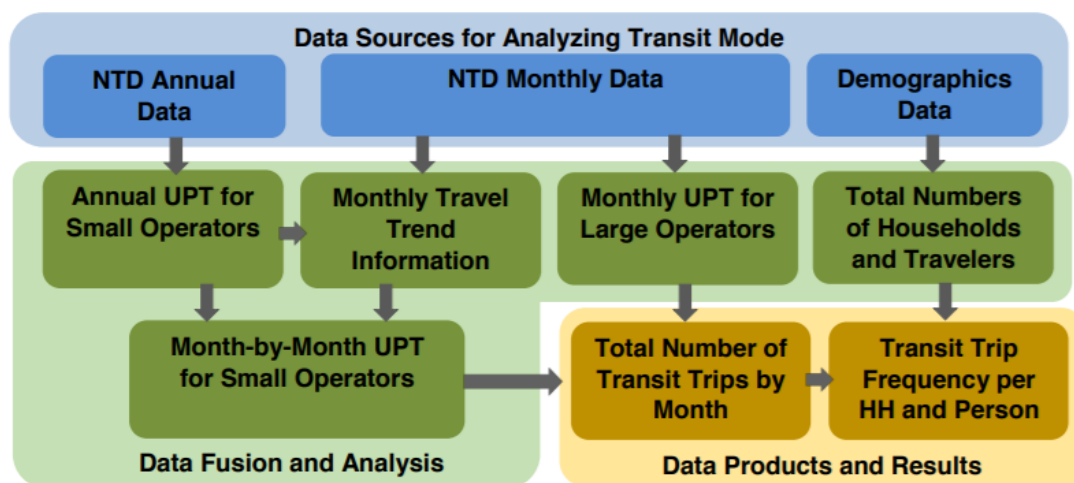 Data Sources for Analyzing Transit Mode
NTD Annual
Data
NTD Monthly Data
Demographics
Data
Annual UPT for
Small Operators
Monthly Travel
Trend
Information
Monthly UPT for
Large Operators
Total Numbers
of Households
and Travelers
Month-by-Month UPT
for Small Operators
Total Number of
Transit Trips by
Month
Transit Trip
Frequency per
HH and Person
Data Fusion and Analysis
Data Products and Results